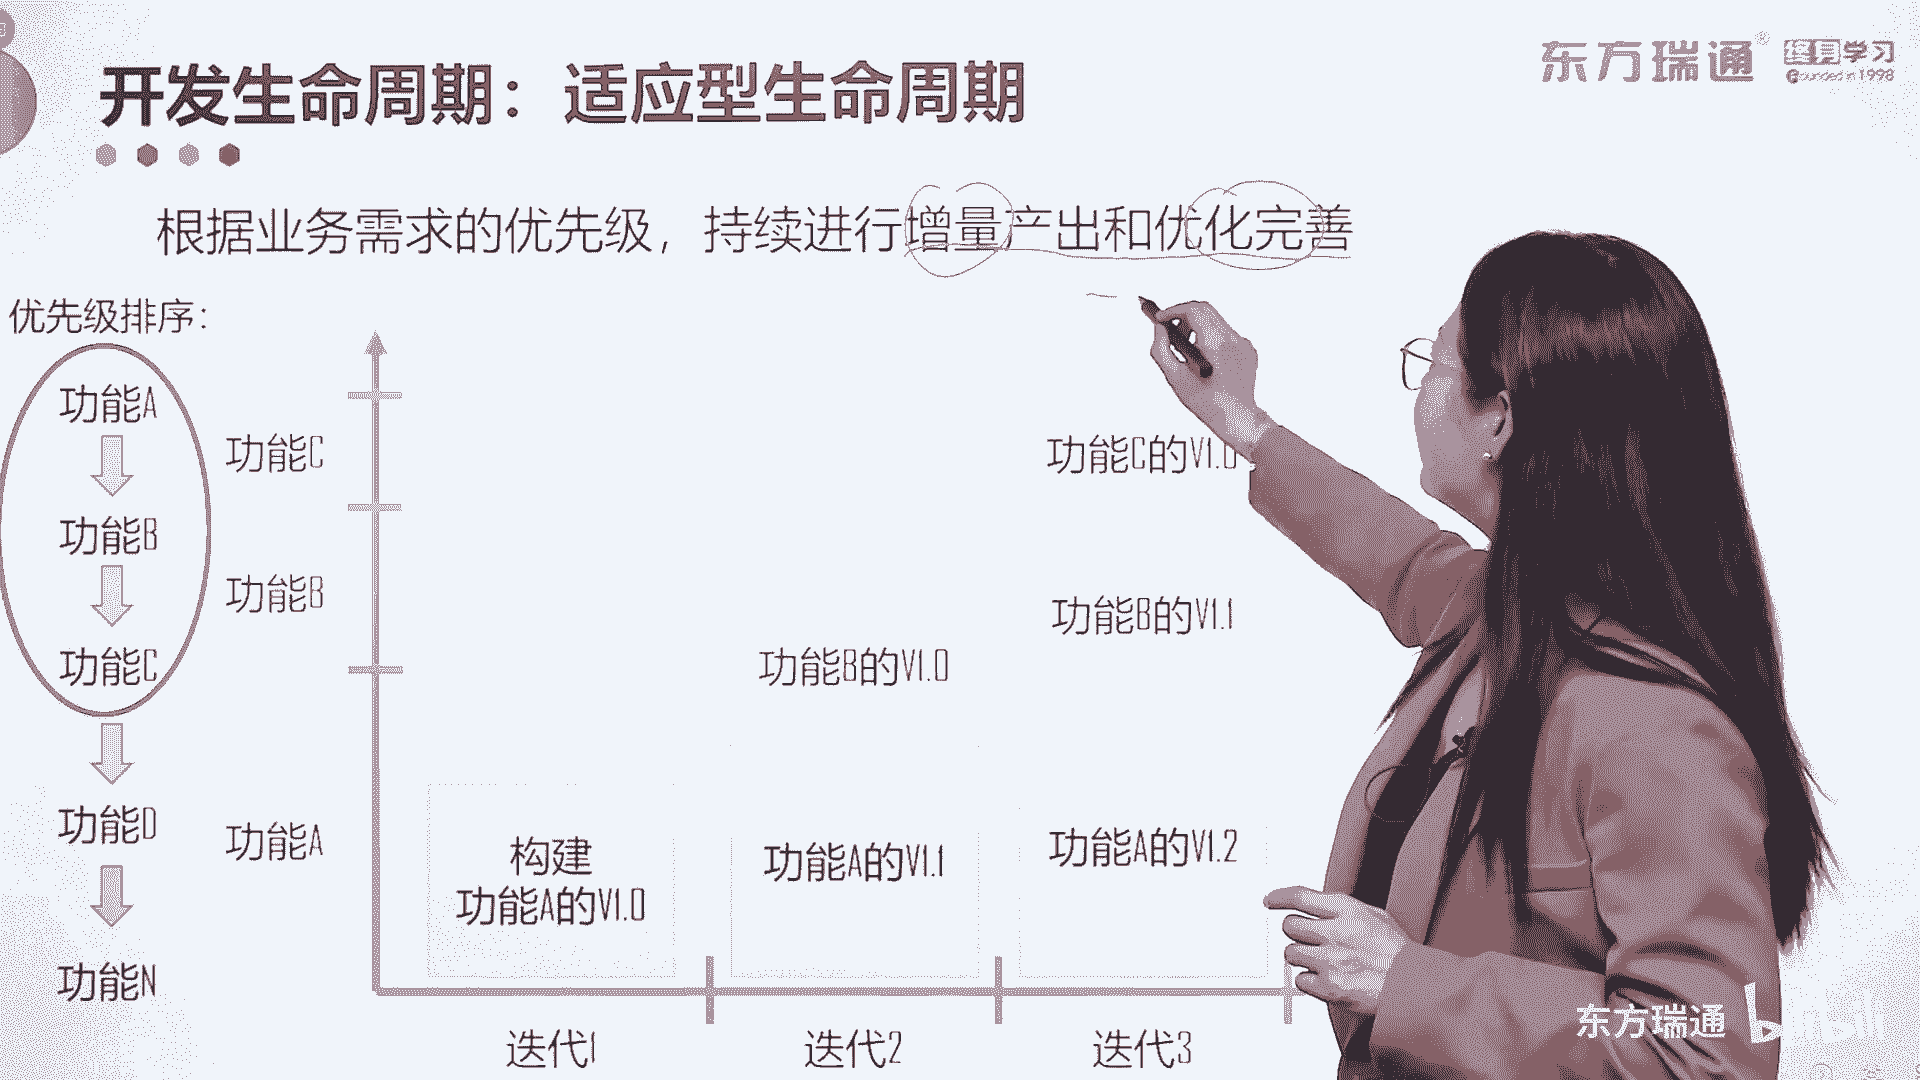 开发生命周期：适应型生命周期
东方瑞通®
终身学习
Founded in 1998
根据业务需求的优先级，持续进行增量产出和优化完善
优先级排序：
功能A
功能B
功能C
功能D
功能N
功能C
功能B
功能A
功能C的V1.0
功能B的V1.0
功能B的V1.1
构建
功能A的V1.0
功能A的V1.1
功能A的V1.2
迭代1
迭代2
迭代3
东方瑞通
bilibili